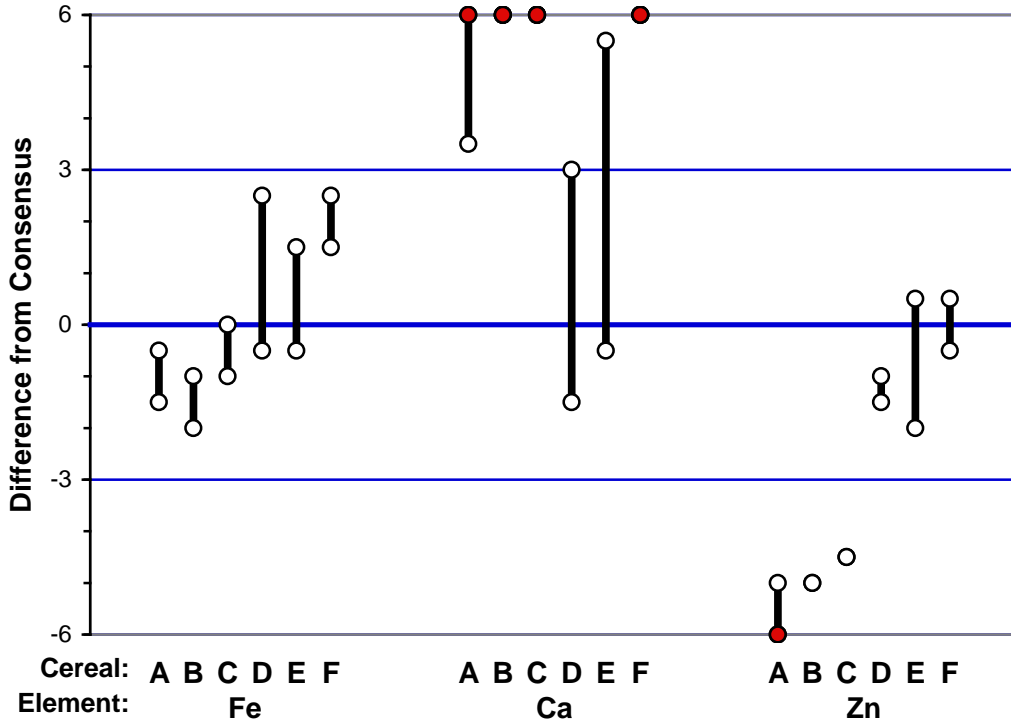 Difference from Consensus
6
3
0
-3
-6
Cereal: A B C D E F A B C D E F A B C D E F
Element: Fe Ca Zn